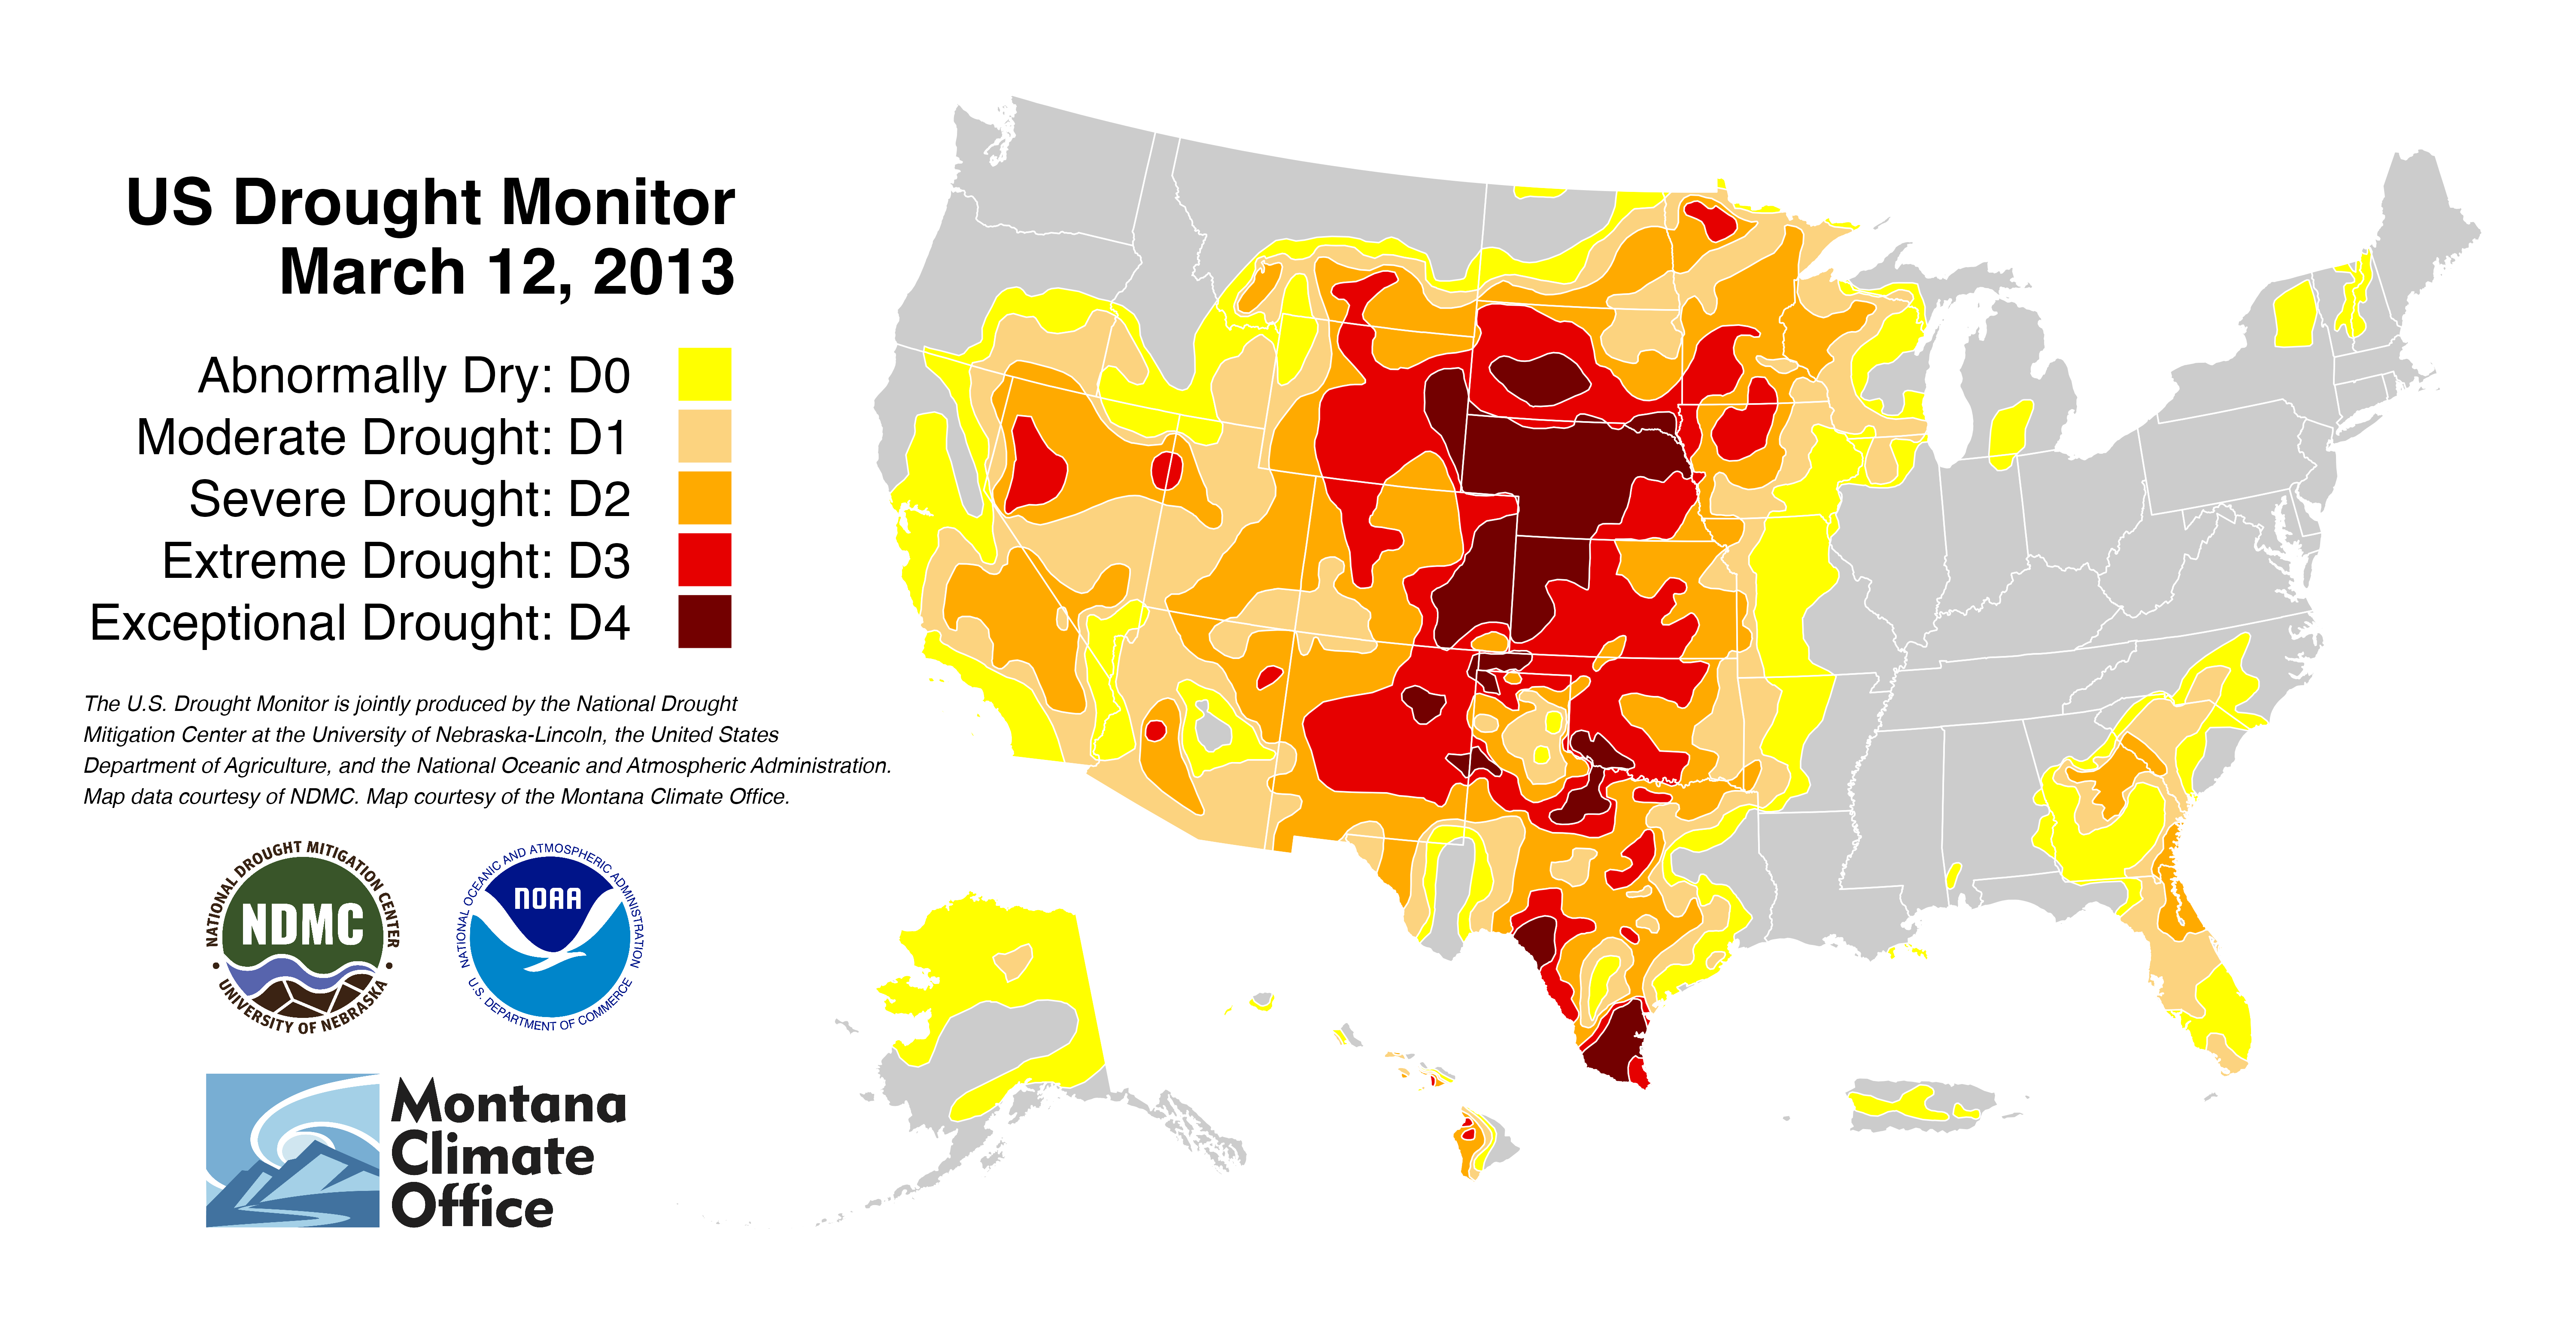 US Drought Monitor
March 12, 2013
Abnormally Dry: D0
Moderate Drought: D1
Severe Drought: D2
Extreme Drought: D3
Exceptional Drought: D4
The U.S. Drought Monitor is jointly produced by the National Drought
Mitigation Center at the University of Nebraska-Lincoln, the United States
Department of Agriculture, and the National Oceanic and Atmospheric Administration.
Map data courtesy of NDMC. Map courtesy of the Montana Climate Office.
NATIONAL DROUGHT MITIGATION CENTER
NDMC
• UNIVERSITY OF NEBRASKA •
NATIONAL OCEANIC AND ATMOSPHERIC ADMINISTRATION
NOAA
U.S. DEPARTMENT OF COMMERCE
Montana
Climate
Office